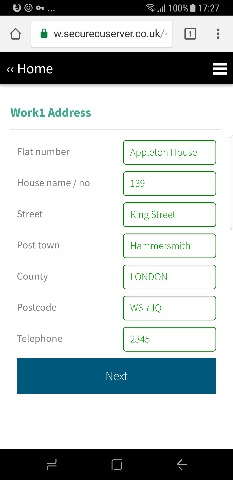 100% 17:27
w.securecuserver.co.uk/
1
‹‹ Home
Work1 Address
Flat number Appleton House
House name / no 139
Street King Street
Post town Hammersmith
County LONDON
Postcode W6 7JQ
Telephone 2345
Next